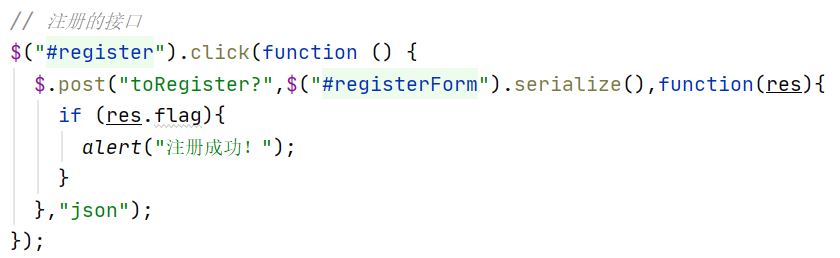 // 注册的接口
$("#register").click(function () {
  $.post("toRegister?",$("#registerForm").serialize(),function(res){
    if (res.flag){
      alert("注册成功！");
    }
  },"json");
});